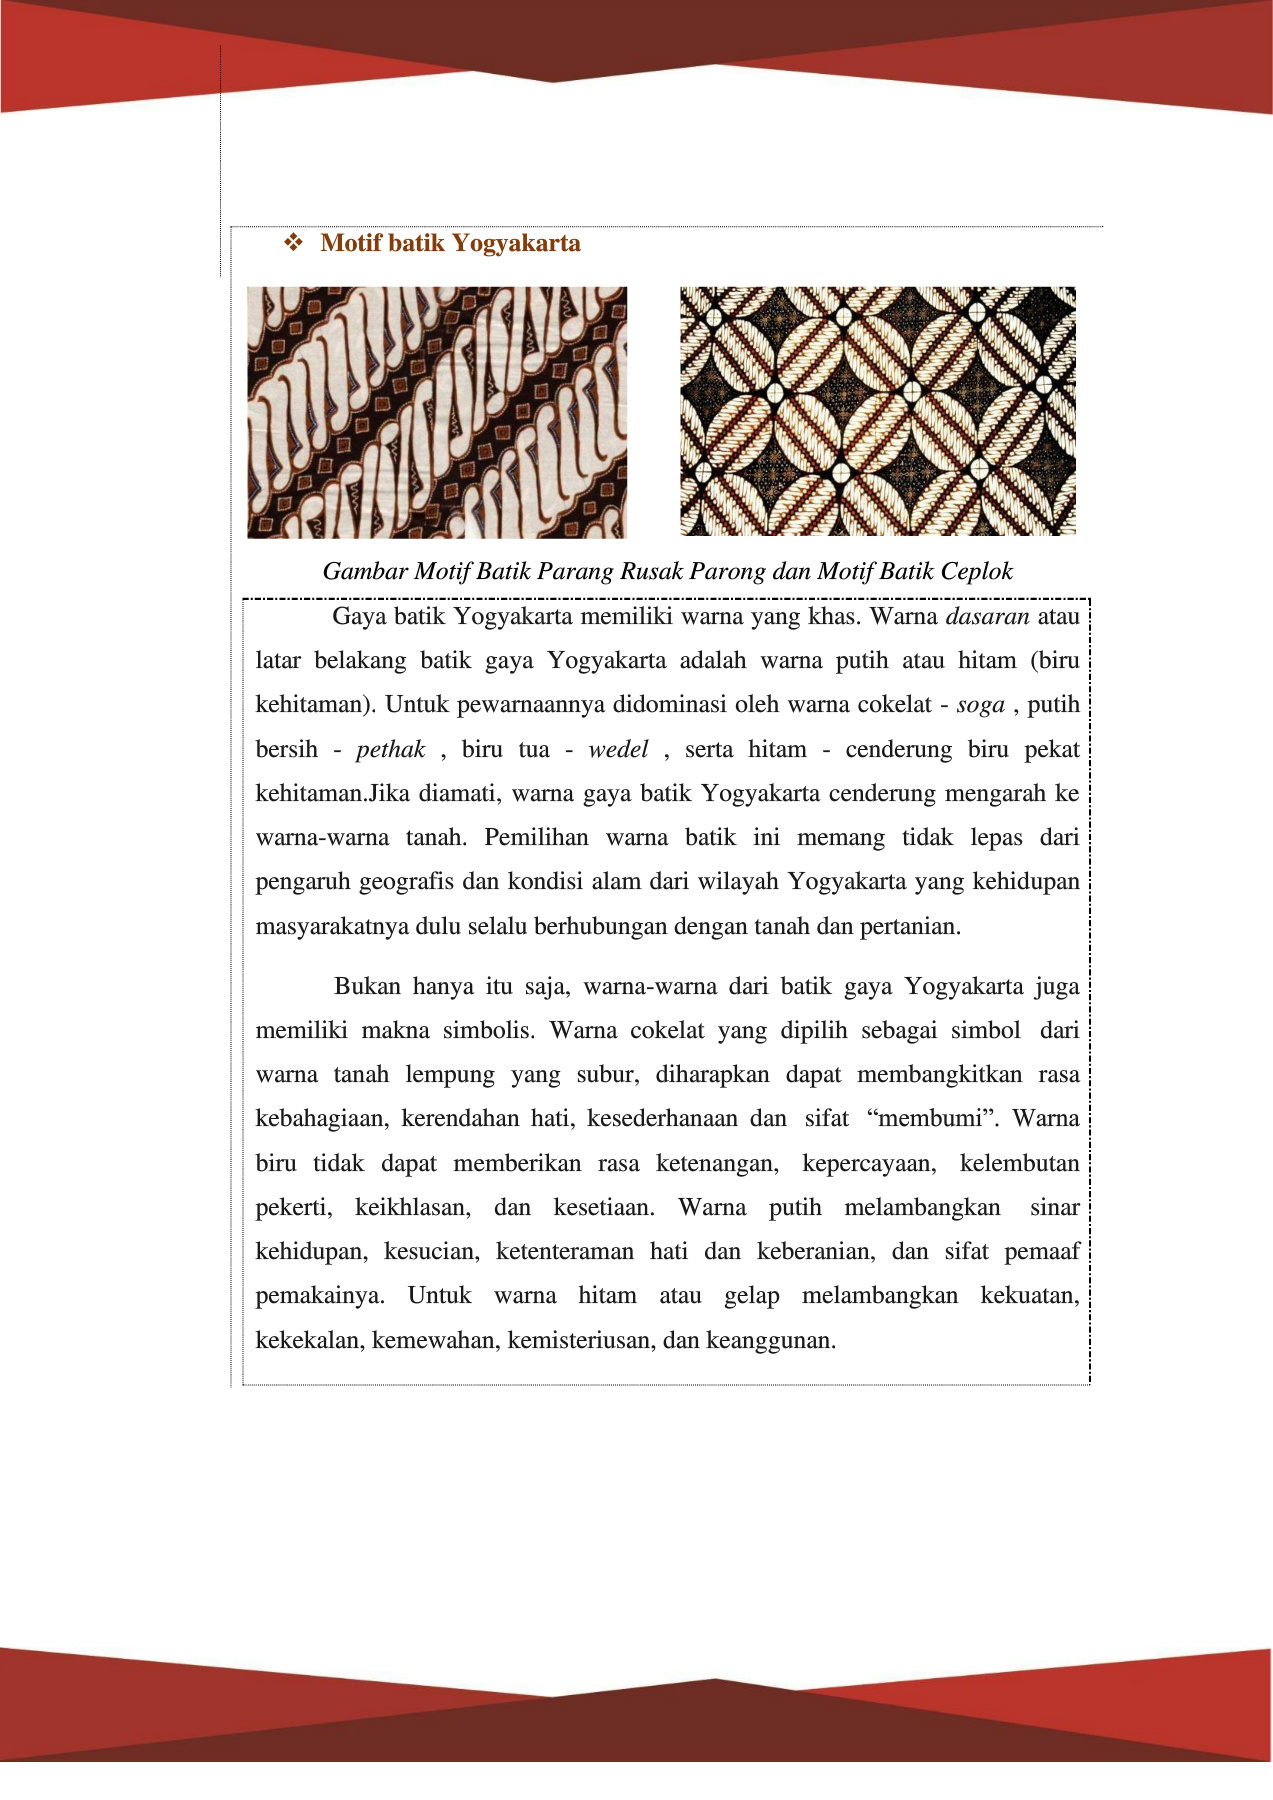 ❖ Motif batik Yogyakarta
Gambar Motif Batik Parang Rusak Parong dan Motif Batik Ceplok
Gaya batik Yogyakarta memiliki warna yang khas. Warna dasaran atau
latar belakang batik gaya Yogyakarta adalah warna putih atau hitam (biru
kehitaman). Untuk pewarnaannya didominasi oleh warna cokelat - soga , putih
bersih - pethak , biru tua - wedel , serta hitam - cenderung biru pekat
kehitaman.Jika diamati, warna gaya batik Yogyakarta cenderung mengarah ke
warna-warna tanah. Pemilihan warna batik ini memang tidak lepas dari
pengaruh geografis dan kondisi alam dari wilayah Yogyakarta yang kehidupan
masyarakatnya dulu selalu berhubungan dengan tanah dan pertanian.
Bukan hanya itu saja, warna-warna dari batik gaya Yogyakarta juga
memiliki makna simbolis. Warna cokelat yang dipilih sebagai simbol dari
warna tanah lempung yang subur, diharapkan dapat membangkitkan rasa
kebahagiaan, kerendahan hati, kesederhanaan dan sifat “membumi”. Warna
biru tidak dapat memberikan rasa ketenangan, kepercayaan, kelembutan
pekerti, keikhlasan, dan kesetiaan. Warna putih melambangkan sinar
kehidupan, kesucian, ketenteraman hati dan keberanian, dan sifat pemaaf
pemakainya. Untuk warna hitam atau gelap melambangkan kekuatan,
kekekalan, kemewahan, kemisteriusan, dan keanggunan.